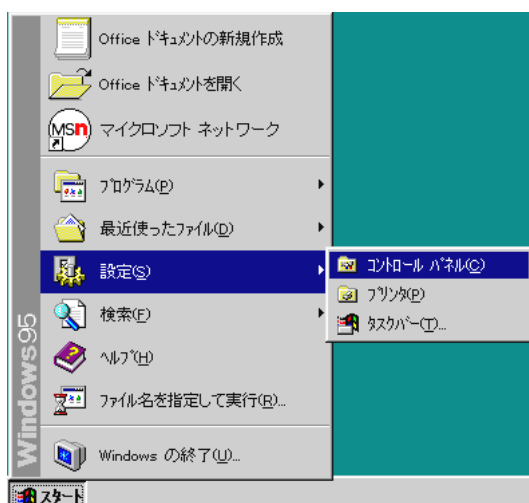 Office ﾄﾞｷｭﾒﾝﾄの新規作成
Office ﾄﾞｷｭﾒﾝﾄを開く
MSn
マイクロソフト ネットワーク
ﾌﾟﾛｸﾞﾗﾑ(P)
最近使ったﾌｧｲﾙ(D)
設定(S)
検索(F)
ﾍﾙﾌﾟ(H)
ﾌｧｲﾙ名を指定して実行(R)...
Windows の終了(U)...
ｺﾝﾄﾛｰﾙ ﾊﾟﾈﾙ(C)
ﾌﾟﾘﾝﾀ(P)
ﾀｽｸﾊﾞｰ(T)...
Windows95
スタート